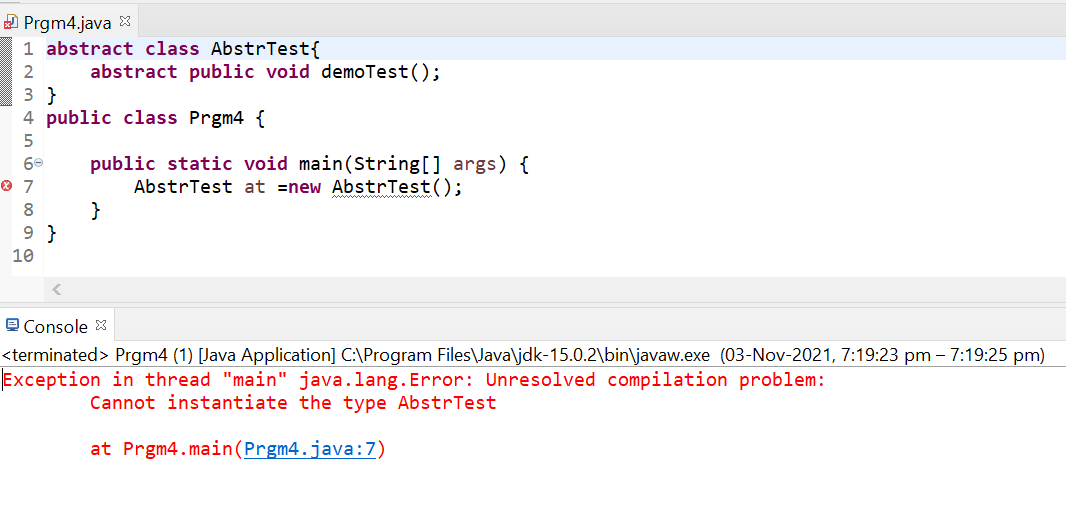 Prgm4.java
1 abstract class AbstrTest{
2     abstract public void demoTest();
3 }
4 public class Prgm4 {
5
6     public static void main(String[] args) {
7         AbstrTest at =new AbstrTest();
8     }
9 }
10
Console
<terminated> Prgm4 (1) [Java Application] C:\Program Files\Java\jdk-15.0.2\bin\javaw.exe (03-Nov-2021, 7:19:23 pm – 7:19:25 pm)
Exception in thread "main" java.lang.Error: Unresolved compilation problem:
        Cannot instantiate the type AbstrTest
        at Prgm4.main(Prgm4.java:7)